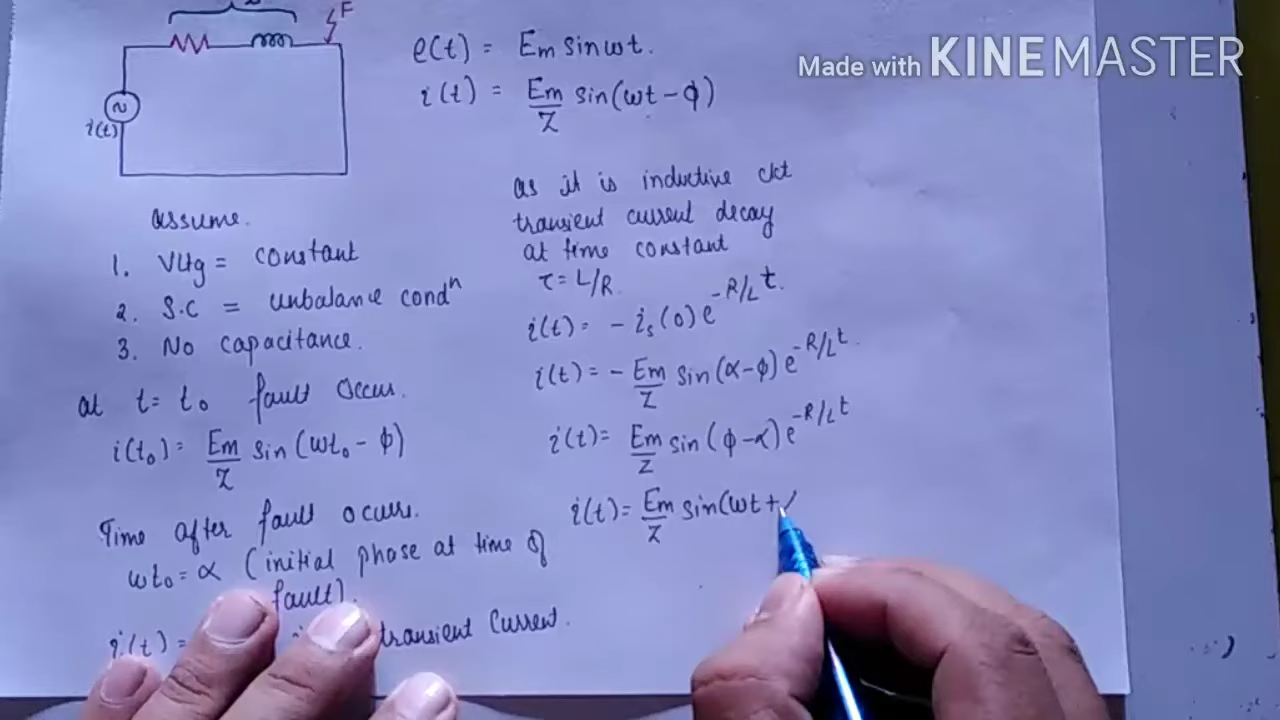 F
i(t)
e(t) = Em sin ωt.
i(t) = Em/Z sin(ωt - ϕ)
Made with KINEMASTER
assume.
1. Vltg = constant
2. S.C = unbalance condⁿ
3. No capacitance.
at t = t₀ fault occur.
i(t₀) = Em/Z sin(ωt₀ - ϕ)
Time after fault occurs.
ωt₀ = α (initial phase at time of
fault).
i(t) =
transient current.
as it is inductive ckt
transient current decay
at time constant
τ = L/R.
i(t) = - iₛ(0) e^-R/L t.
i(t) = - Em/Z sin(α-ϕ) e^-R/L t.
i(t) = Em/Z sin(ϕ-α) e^-R/L t
i(t) = Em/Z sin(ωt +